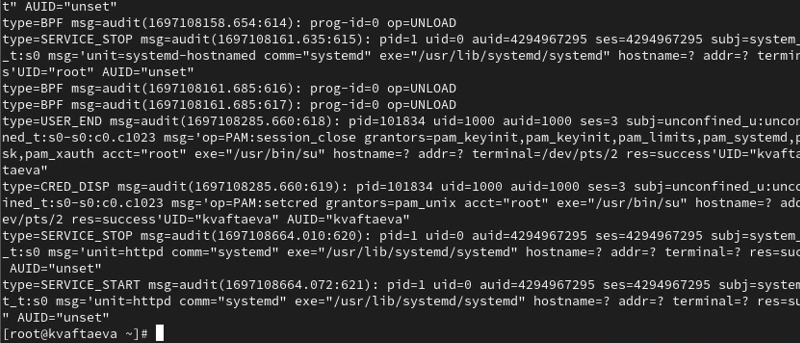 t" AUID="unset"
type=BPF msg=audit(1697108158.654:614): prog-id=0 op=UNLOAD
type=SERVICE_STOP msg=audit(1697108161.635:615): pid=1 uid=0 auid=4294967295 ses=4294967295 subj=system_
_t:s0 msg='unit=systemd-hostnamed comm="systemd" exe="/usr/lib/systemd/systemd" hostname=? addr=? termin
s'UID="root" AUID="unset"
type=BPF msg=audit(1697108161.685:616): prog-id=0 op=UNLOAD
type=BPF msg=audit(1697108161.685:617): prog-id=0 op=UNLOAD
type=USER_END msg=audit(1697108285.660:618): pid=101834 uid=1000 auid=1000 ses=3 subj=unconfined_u:uncon
ned_t:s0-s0:c0.c1023 msg='op=PAM:session_close grantors=pam_keyinit,pam_keyinit,pam_limits,pam_systemd,p
sk,pam_xauth acct="root" exe="/usr/bin/su" hostname=? addr=? terminal=/dev/pts/2 res=success'UID="kvafta
taeva"
type=CRED_DISP msg=audit(1697108285.660:619): pid=101834 uid=1000 auid=1000 ses=3 subj=unconfined_u:unco
ined_t:s0-s0:c0.c1023 msg='op=PAM:setcred grantors=pam_unix acct="root" exe="/usr/bin/su" hostname=? add
ev/pts/2 res=success'UID="kvaftaeva" AUID="kvaftaeva"
type=SERVICE_STOP msg=audit(1697108664.010:620): pid=1 uid=0 auid=4294967295 ses=4294967295 subj=system_
_t:s0 msg='unit=httpd comm="systemd" exe="/usr/lib/systemd/systemd" hostname=? addr=? terminal=? res=suc
AUID="unset"
type=SERVICE_START msg=audit(1697108664.072:621): pid=1 uid=0 auid=4294967295 ses=4294967295 subj=system
t_t:s0 msg='unit=httpd comm="systemd" exe="/usr/lib/systemd/systemd" hostname=? addr=? terminal=? res=su
" AUID="unset"
[root@kvaftaeva ~]#